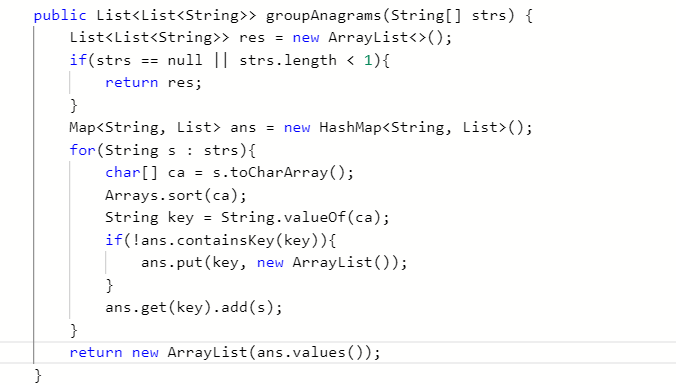 public List<List<String>> groupAnagrams(String[] strs) {
    List<List<String>> res = new ArrayList<>();
    if(strs == null || strs.length < 1){
        return res;
    }
    Map<String, List> ans = new HashMap<String, List>();
    for(String s : strs){
        char[] ca = s.toCharArray();
        Arrays.sort(ca);
        String key = String.valueOf(ca);
        if(!ans.containsKey(key)){
            ans.put(key, new ArrayList());
        }
        ans.get(key).add(s);
    }
    return new ArrayList(ans.values());
}